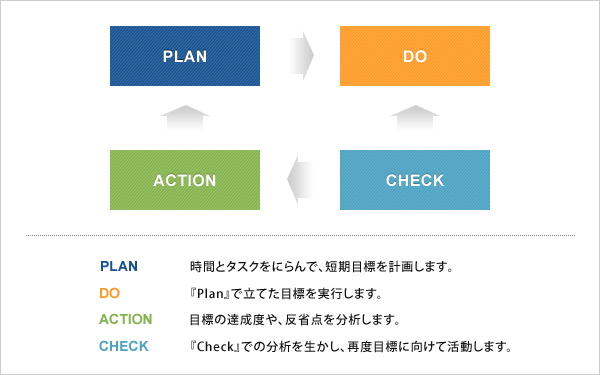 PLAN
DO
ACTION
CHECK
PLAN 時間とタスクをにらんで、短期目標を計画します。
DO 『Plan』で立てた目標を実行します。
ACTION 目標の達成度や、反省点を分析します。
CHECK 『Check』での分析を生かし、再度目標に向けて活動します。